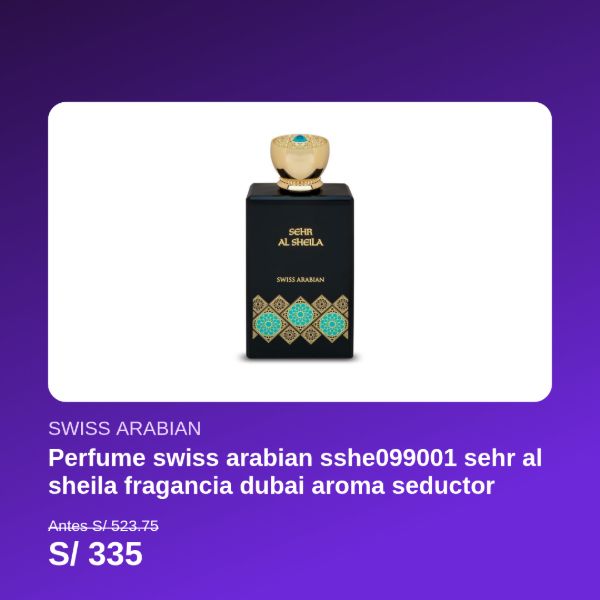 SEHR
AL SHEILA
SWISS ARABIAN
SWISS ARABIAN
Perfume swiss arabian sshe099001 sehr al
sheila fragancia dubai aroma seductor
Antes S/ 523.75
S/ 335